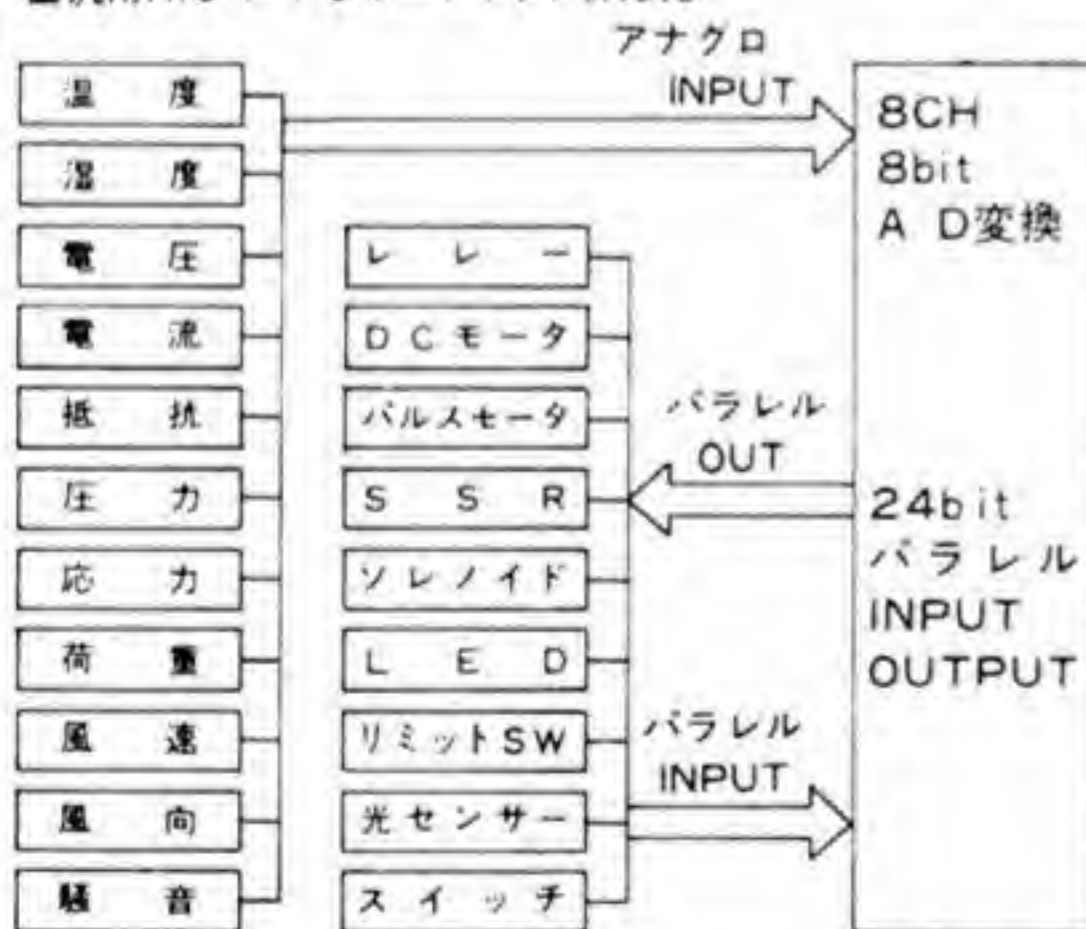 アナグロ
INPUT
温度
湿度
電圧
電流
抵抗
圧力
応力
荷重
風速
風向
騒音
レレー
DCモータ
パルスモータ
SSR
ソレノイド
LED
リミットSW
光センサー
スイッチ
パラレル
OUT
パラレル
INPUT
8CH
8bit
A D変換
24bit
パラレル
INPUT
OUTPUT